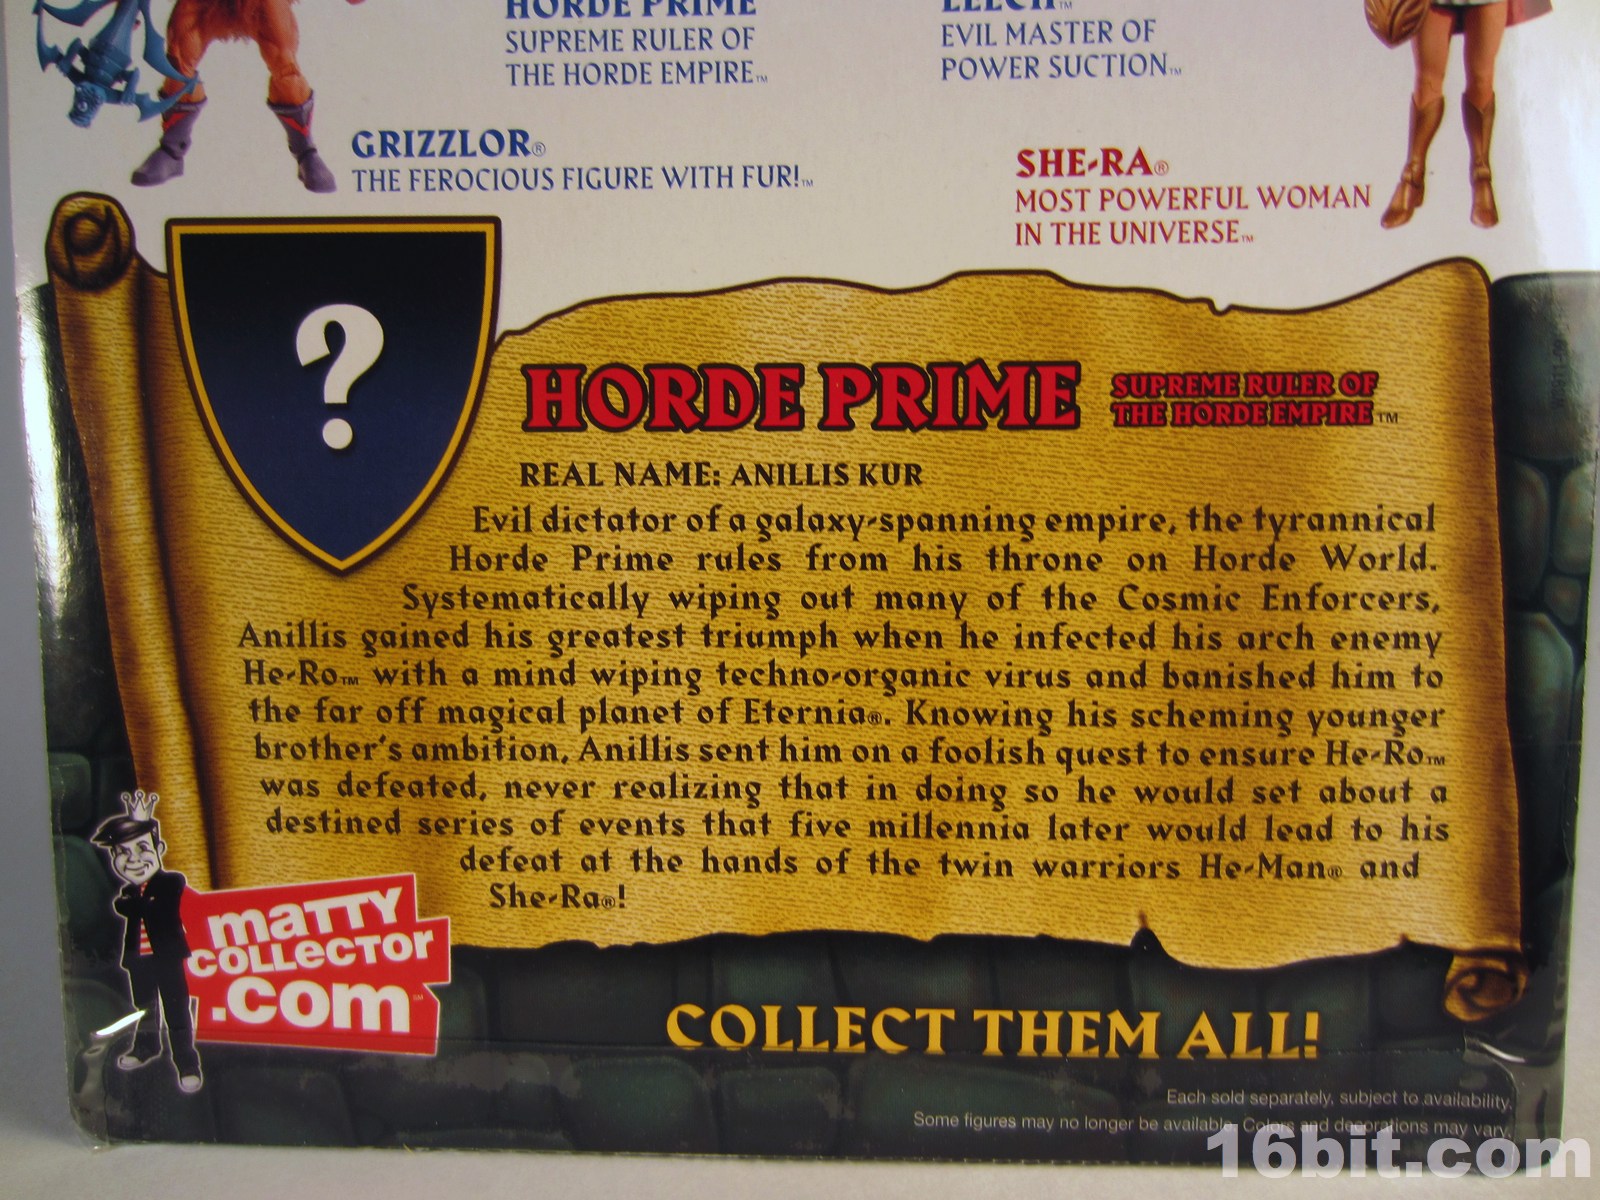 HORDE PRIME
SUPREME RULER OF
THE HORDE EMPIRE™
LEECH™
EVIL MASTER OF
POWER SUCTION™
GRIZZLOR®
THE FEROCIOUS FIGURE WITH FUR!™
SHE-RA®
MOST POWERFUL WOMAN
IN THE UNIVERSE™
?
HORDE PRIME
SUPREME RULER OF
THE HORDE EMPIRE™
REAL NAME: ANILLIS KUR
Evil dictator of a galaxy-spanning empire, the tyrannical
Horde Prime rules from his throne on Horde World.
Systematically wiping out many of the Cosmic Enforcers,
Anillis gained his greatest triumph when he infected his arch enemy
He-Ro™ with a mind wiping techno-organic virus and banished him to
the far off magical planet of Eternia®. Knowing his scheming younger
brother's ambition, Anillis sent him on a foolish quest to ensure He-Ro™
was defeated, never realizing that in doing so he would set about a
destined series of events that five millennia later would lead to his
defeat at the hands of the twin warriors He-Man® and
She-Ra®!
maTTY
COLLecTor
.com℠
COLLECT THEM ALL!
Each sold separately, subject to availability.
Some figures may no longer be available. Colors and decorations may vary.
16bit.com